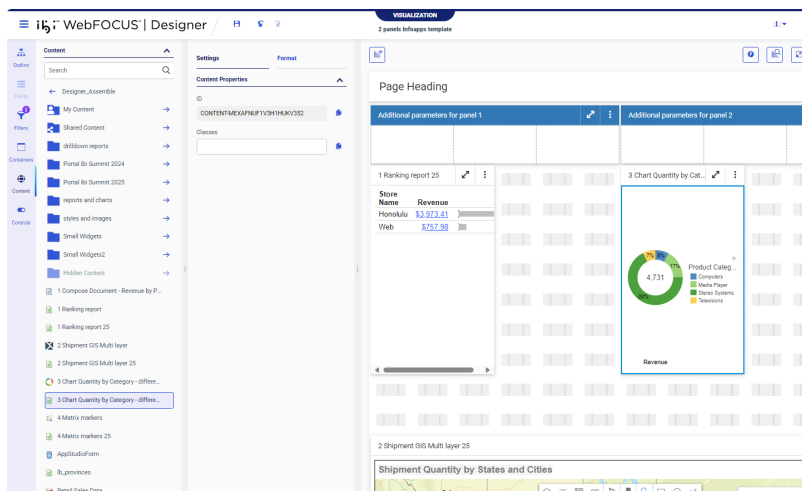 ibi WebFOCUS® | Designer
VISUALIZATION
2 panels Infoapps template
Outline
Fields
Filters
Containers
Content
Controls
Content
Search
Designer_Assemble
My Content
Shared Content
drilldown reports
Portal ibi Summit 2024
Portal ibi Summit 2025
reports and charts
styles and images
Small Widgets
Small Widgets2
Hidden Content
1 Compose Document - Revenue by P...
1 Ranking report
1 Ranking report 25
2 Shipment GIS Multi layer
2 Shipment GIS Multi layer 25
3 Chart Quantity by Category - differe...
3 Chart Quantity by Category - differe...
4 Matrix markers
4 Matrix markers 25
AppStudioForm
lb_provinces
Retail Sales Data
Settings
Format
Content Properties
ID
CONTENT-MEXAFNUF1V3H1HUKV352
Classes
Page Heading
Additional parameters for panel 1
Additional parameters for panel 2
1 Ranking report 25
Store
Name Revenue
Honolulu $3,973.41
Web $757.98
3 Chart Quantity by Cat...
7%
8%
17%
4,731
Product Categ...
Computers
Media Player
Stereo Systems
Televisions
Revenue
2 Shipment GIS Multi layer 25
Shipment Quantity by States and Cities